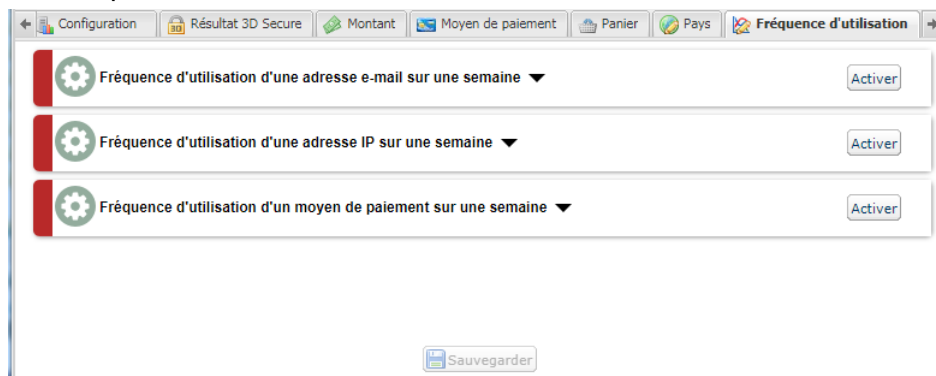 Configuration Résultat 3D Secure Montant Moyen de paiement Panier Pays Fréquence d'utilisation
Fréquence d'utilisation d'une adresse e-mail sur une semaine Activer
Fréquence d'utilisation d'une adresse IP sur une semaine Activer
Fréquence d'utilisation d'un moyen de paiement sur une semaine Activer
Sauvegarder